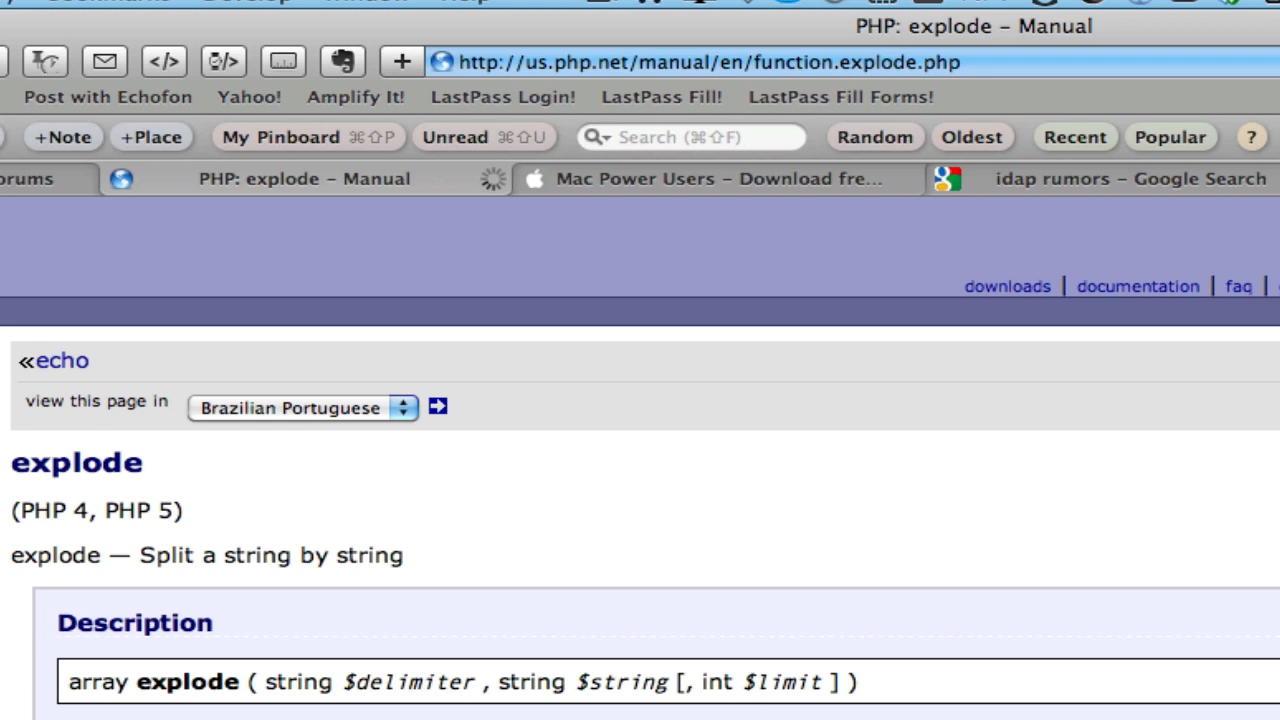 PHP: explode – Manual
http://us.php.net/manual/en/function.explode.php
Post with Echofon Yahoo! Amplify It! LastPass Login! LastPass Fill! LastPass Fill Forms!
+Note +Place My Pinboard ⌘⇧P Unread ⌘⇧U Search (⌘⇧F) Random Oldest Recent Popular ?
PHP: explode – Manual Mac Power Users – Download fre... idap rumors – Google Search
downloads | documentation | faq |
«echo
view this page in Brazilian Portuguese
explode
(PHP 4, PHP 5)
explode — Split a string by string
Description
array explode ( string $delimiter , string $string [, int $limit ] )